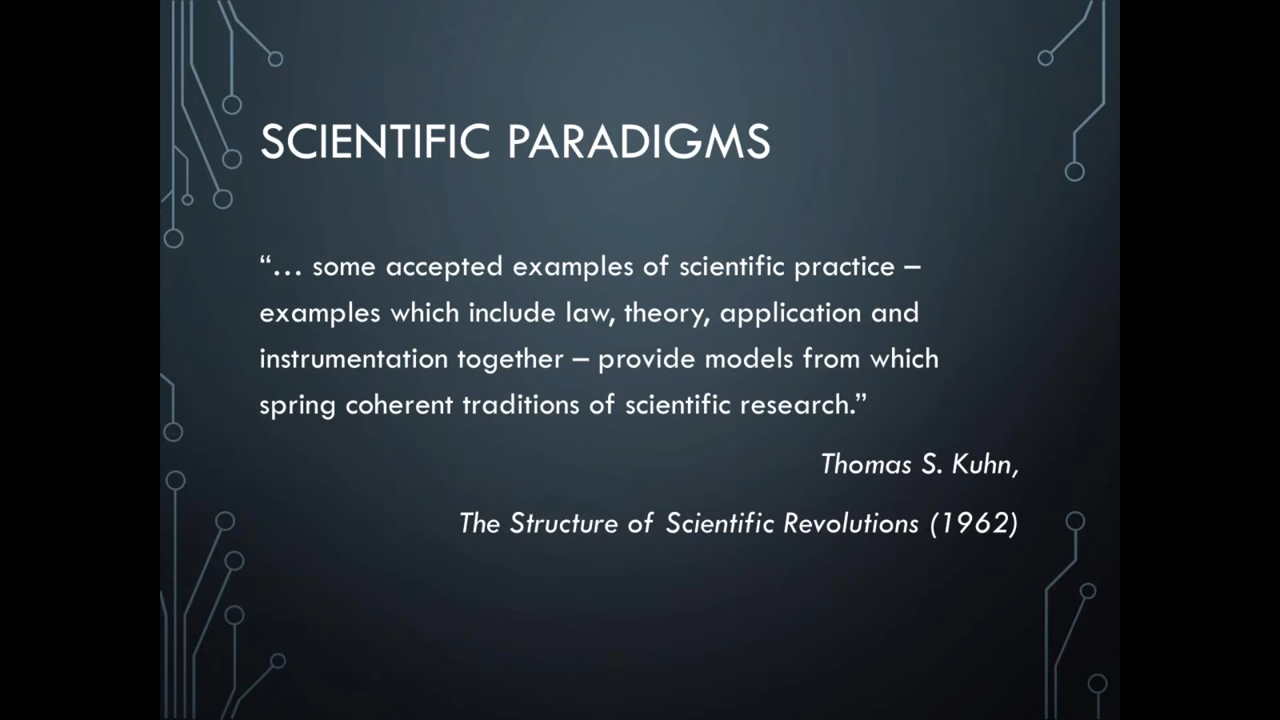 SCIENTIFIC PARADIGMS
“… some accepted examples of scientific practice –
examples which include law, theory, application and
instrumentation together – provide models from which
spring coherent traditions of scientific research.”
Thomas S. Kuhn,
The Structure of Scientific Revolutions (1962)